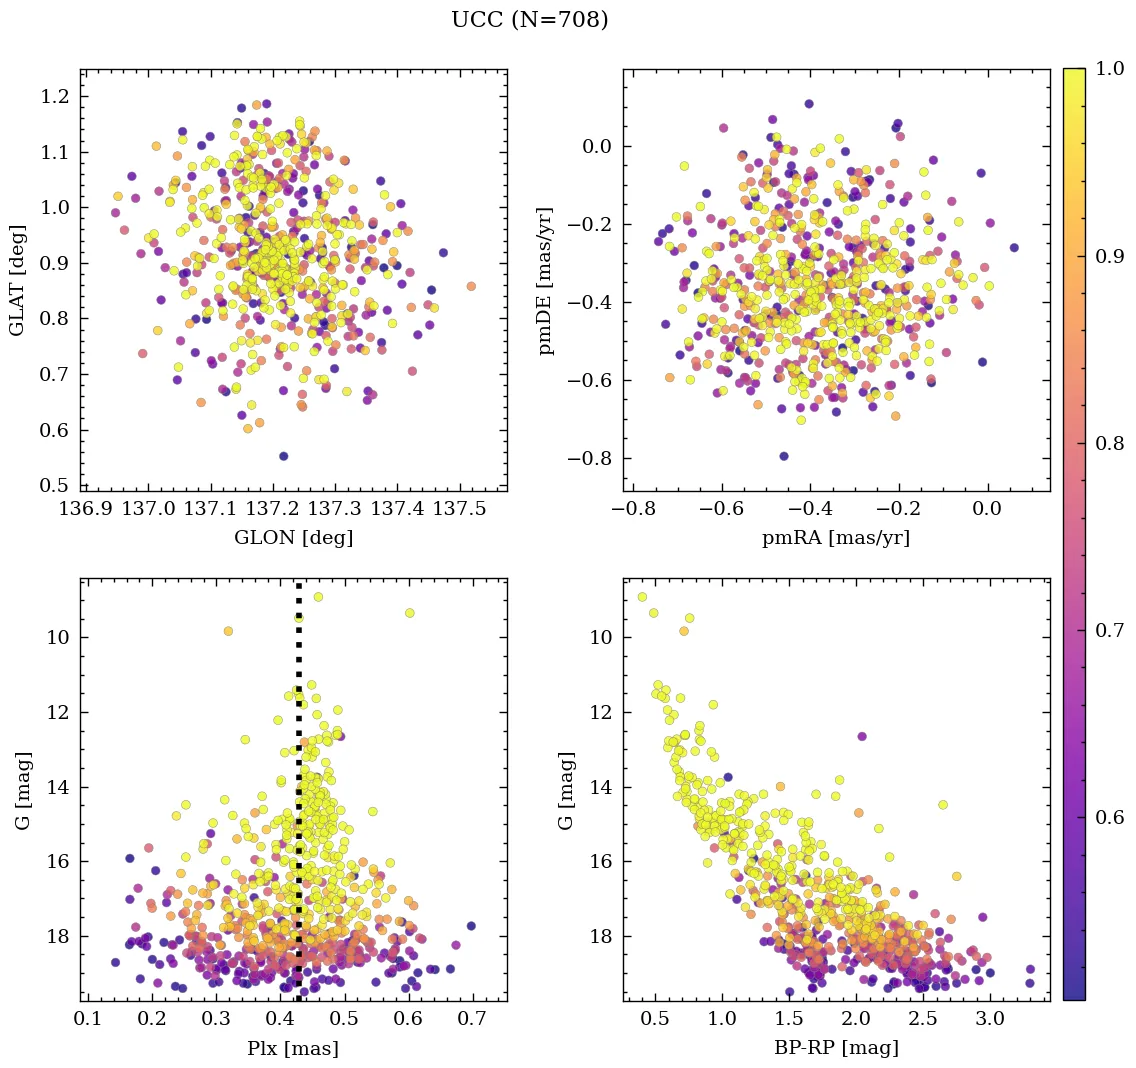 UCC (N=708)
1.2
1.1
1.0
0.9
0.8
0.7
0.6
0.5
GLAT [deg]
136.9 137.0 137.1 137.2 137.3 137.4 137.5
GLON [deg]
0.0
−0.2
−0.4
−0.6
−0.8
pmDE [mas/yr]
−0.8 −0.6 −0.4 −0.2 0.0
pmRA [mas/yr]
10
12
14
16
18
G [mag]
0.1 0.2 0.3 0.4 0.5 0.6 0.7
Plx [mas]
10
12
14
16
18
G [mag]
0.5 1.0 1.5 2.0 2.5 3.0
BP-RP [mag]
1.0
0.9
0.8
0.7
0.6